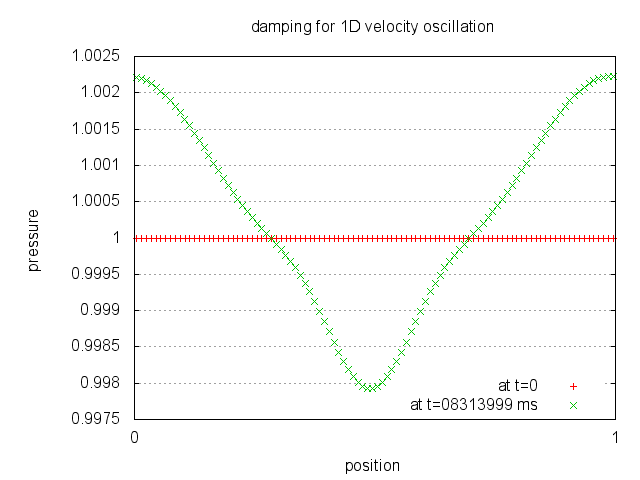 damping for 1D velocity oscillation
1.0025
1.002
1.0015
1.001
1.0005
1
0.9995
0.999
0.9985
0.998
0.9975
pressure
at t=0
at t=08313999 ms
0 1
position